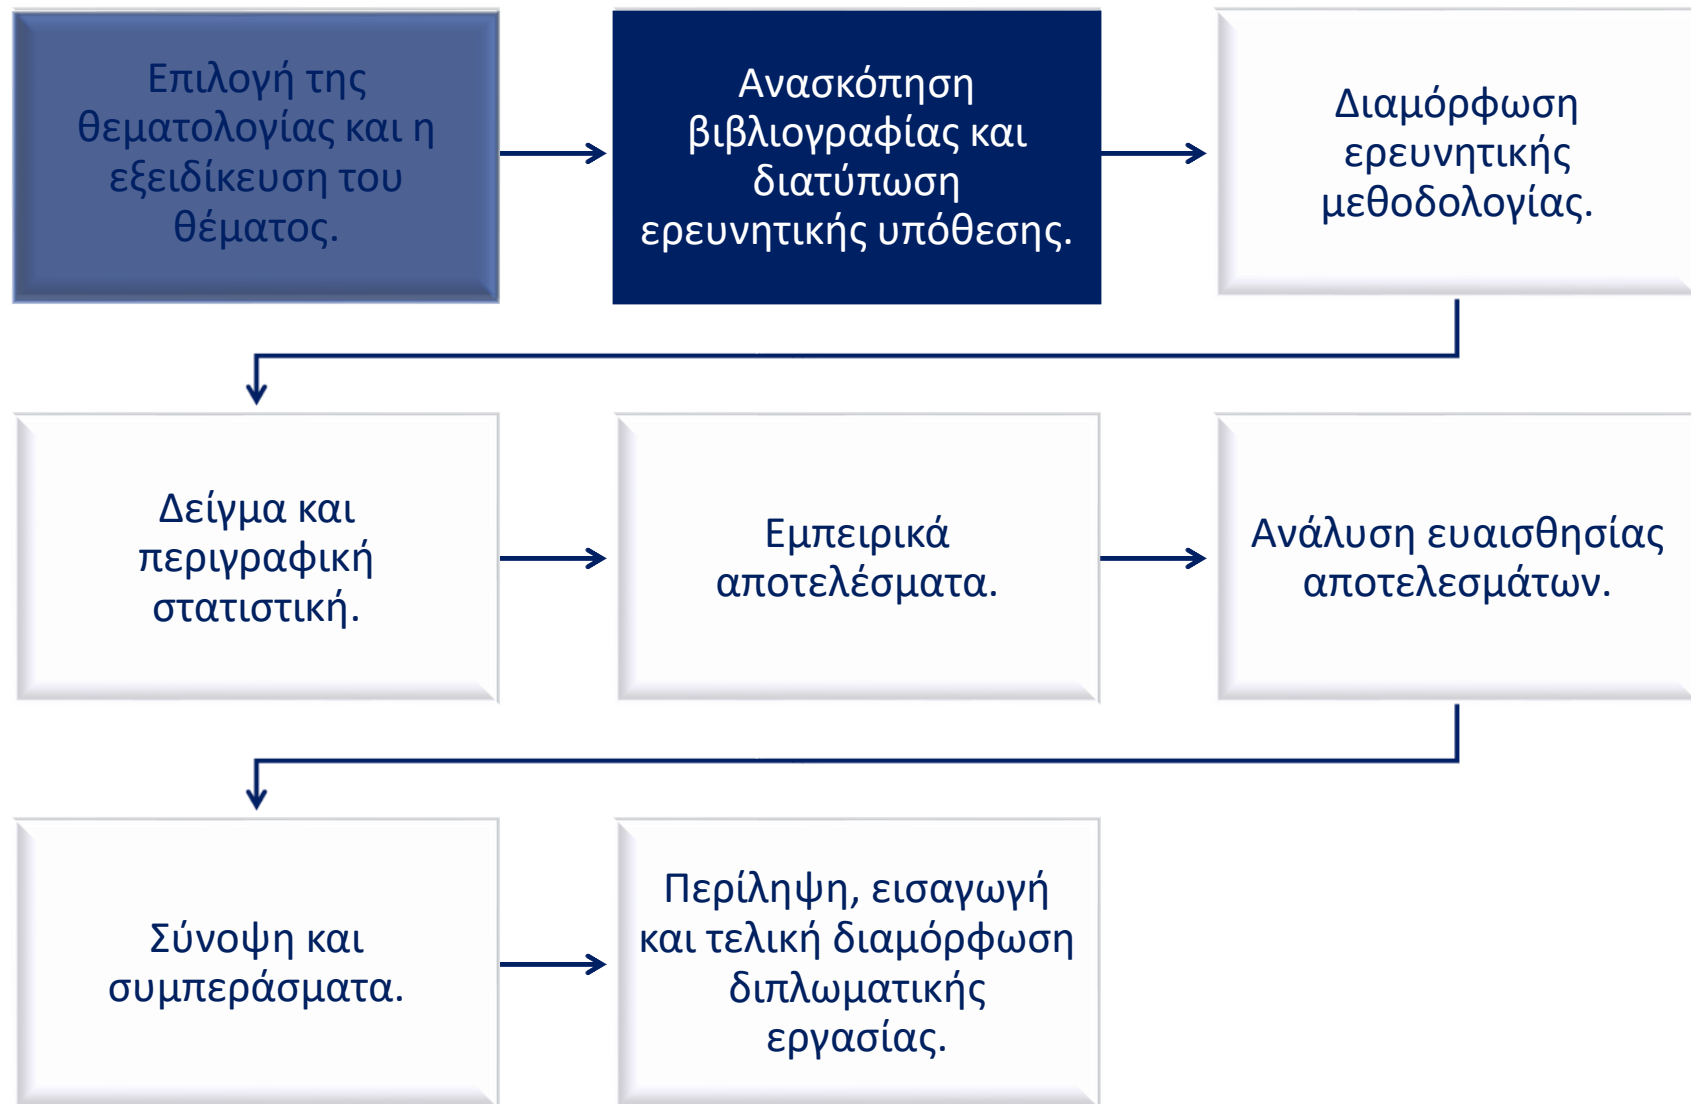 Επιλογή της
θεματολογίας και η
εξειδίκευση του
θέματος.
Ανασκόπηση
βιβλιογραφίας και
διατύπωση
ερευνητικής υπόθεσης.
Διαμόρφωση
ερευνητικής
μεθοδολογίας.
Δείγμα και
περιγραφική
στατιστική.
Εμπειρικά
αποτελέσματα.
Ανάλυση ευαισθησίας
αποτελεσμάτων.
Σύνοψη και
συμπεράσματα.
Περίληψη, εισαγωγή
και τελική διαμόρφωση
διπλωματικής
εργασίας.